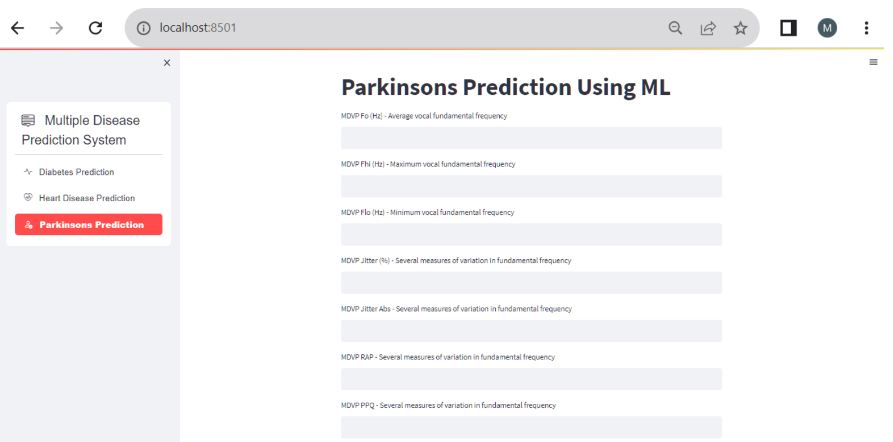 localhost:8501
M
Multiple Disease
Prediction System
Diabetes Prediction
Heart Disease Prediction
Parkinsons Prediction
Parkinsons Prediction Using ML
MDVP Fo (Hz) - Average vocal fundamental frequency
MDVP Fhi (Hz) - Maximum vocal fundamental frequency
MDVP Flo (Hz) - Minimum vocal fundamental frequency
MDVP Jitter (%) - Several measures of variation in fundamental frequency
MDVP Jitter Abs - Several measures of variation in fundamental frequency
MDVP RAP - Several measures of variation in fundamental frequency
MDVP PPQ - Several measures of variation in fundamental frequency